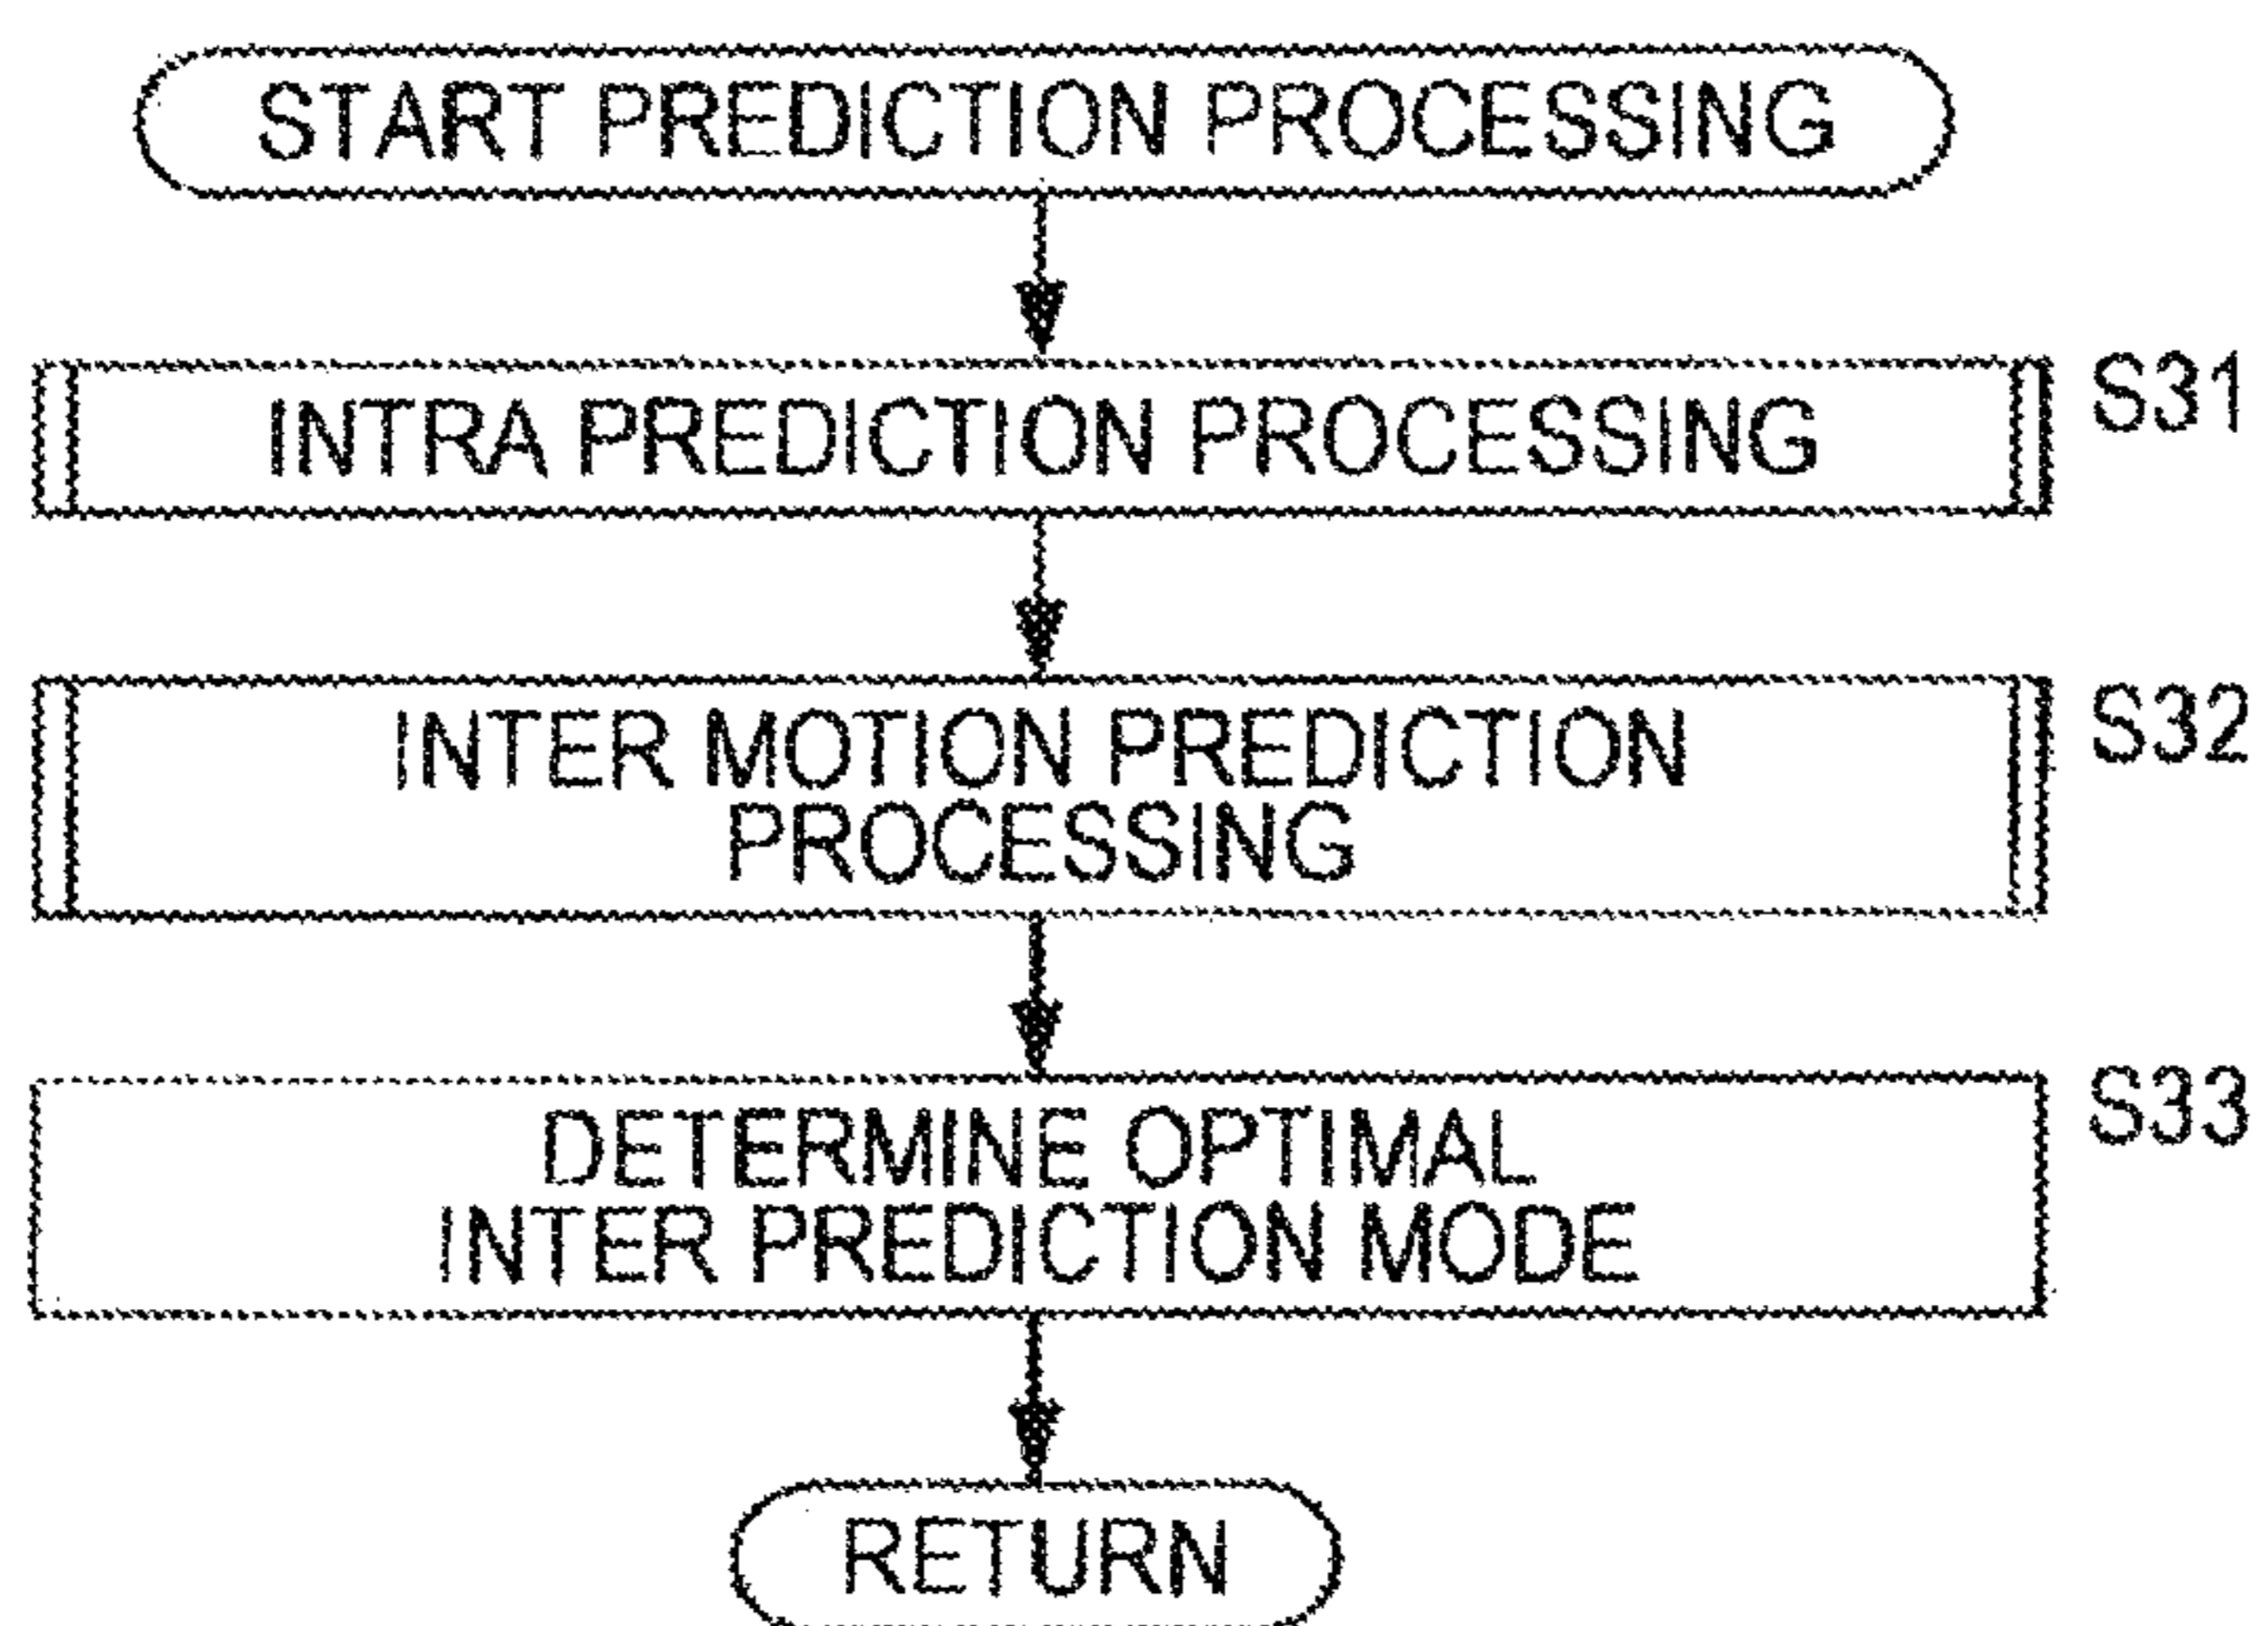 START PREDICTION PROCESSING
INTRA PREDICTION PROCESSING
S31
INTER MOTION PREDICTION
PROCESSING
S32
DETERMINE OPTIMAL
INTER PREDICTION MODE
S33
RETURN